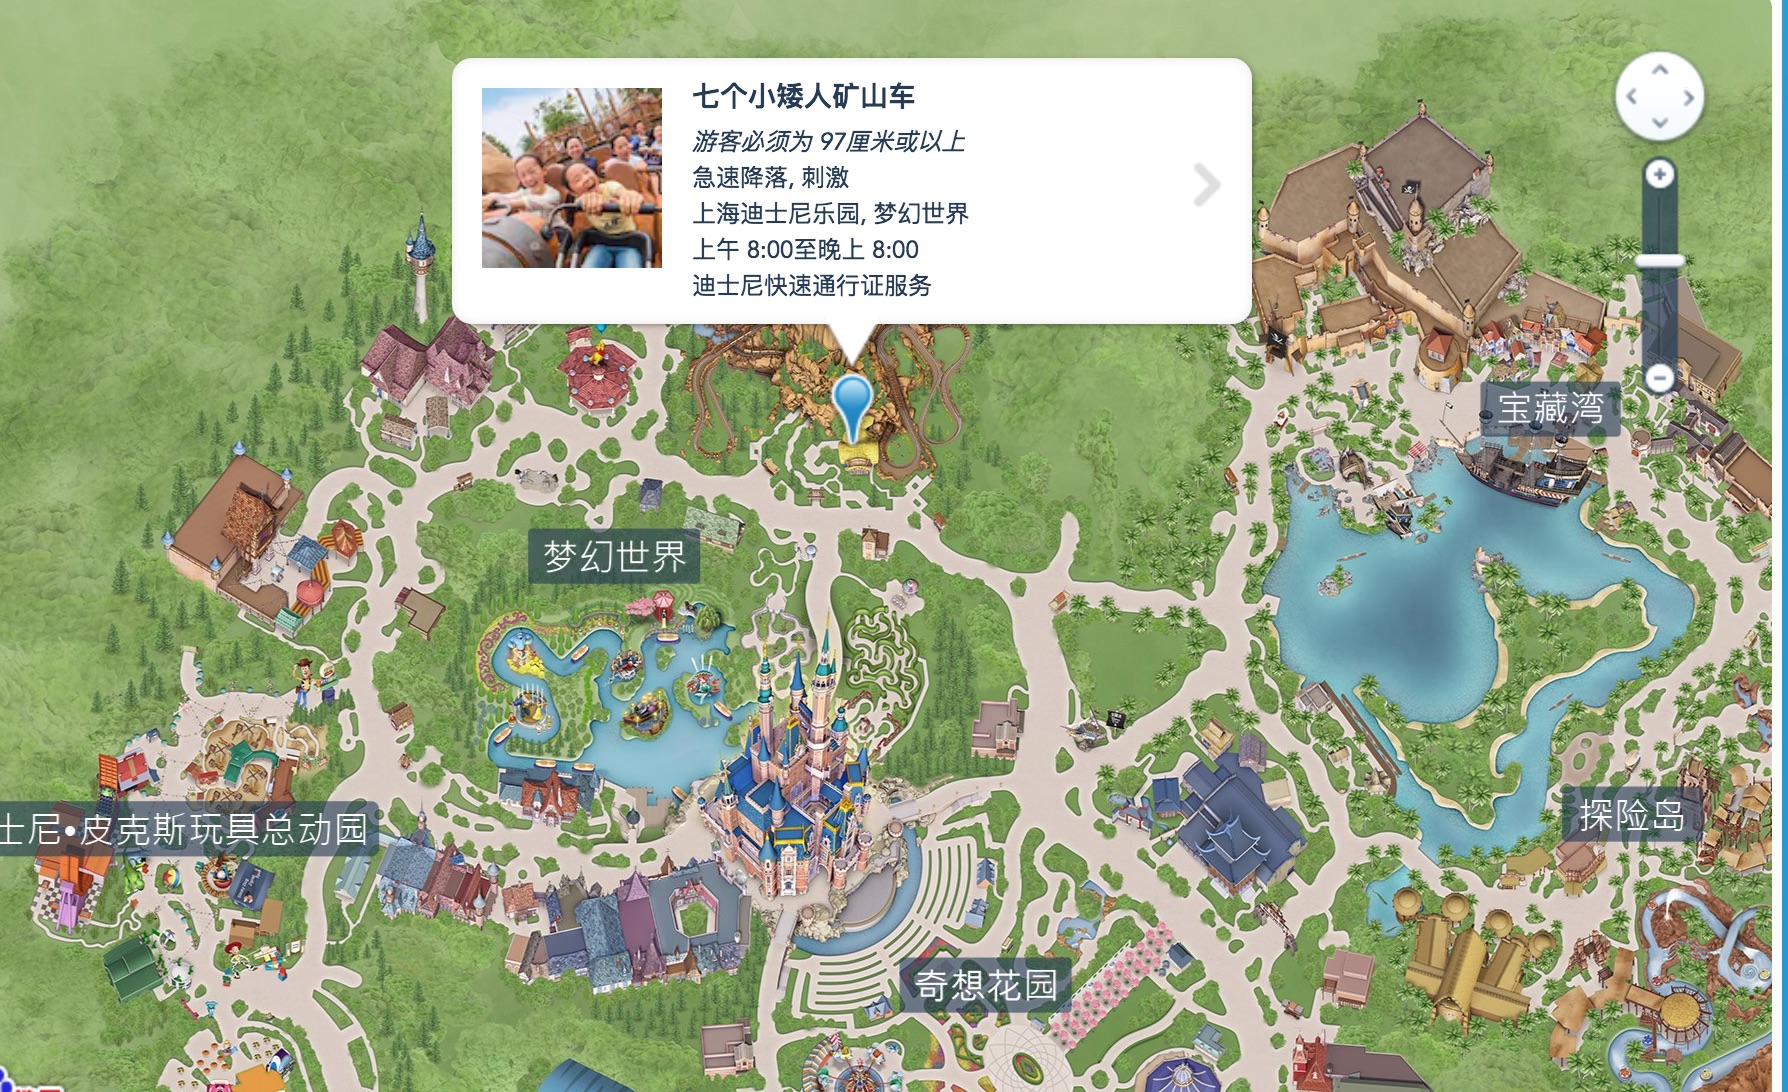 七个小矮人矿山车
游客必须为 97厘米或以上
急速降落, 刺激
上海迪士尼乐园, 梦幻世界
上午 8:00至晚上 8:00
迪士尼快速通行证服务
宝藏湾
梦幻世界
士尼•皮克斯玩具总动园
探险岛
奇想花园